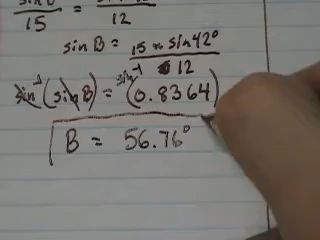 15 = 12
sin B = 15 × sin 42°
12
sin⁻¹(sin B) = sin⁻¹(0.8364)
B = 56.76°